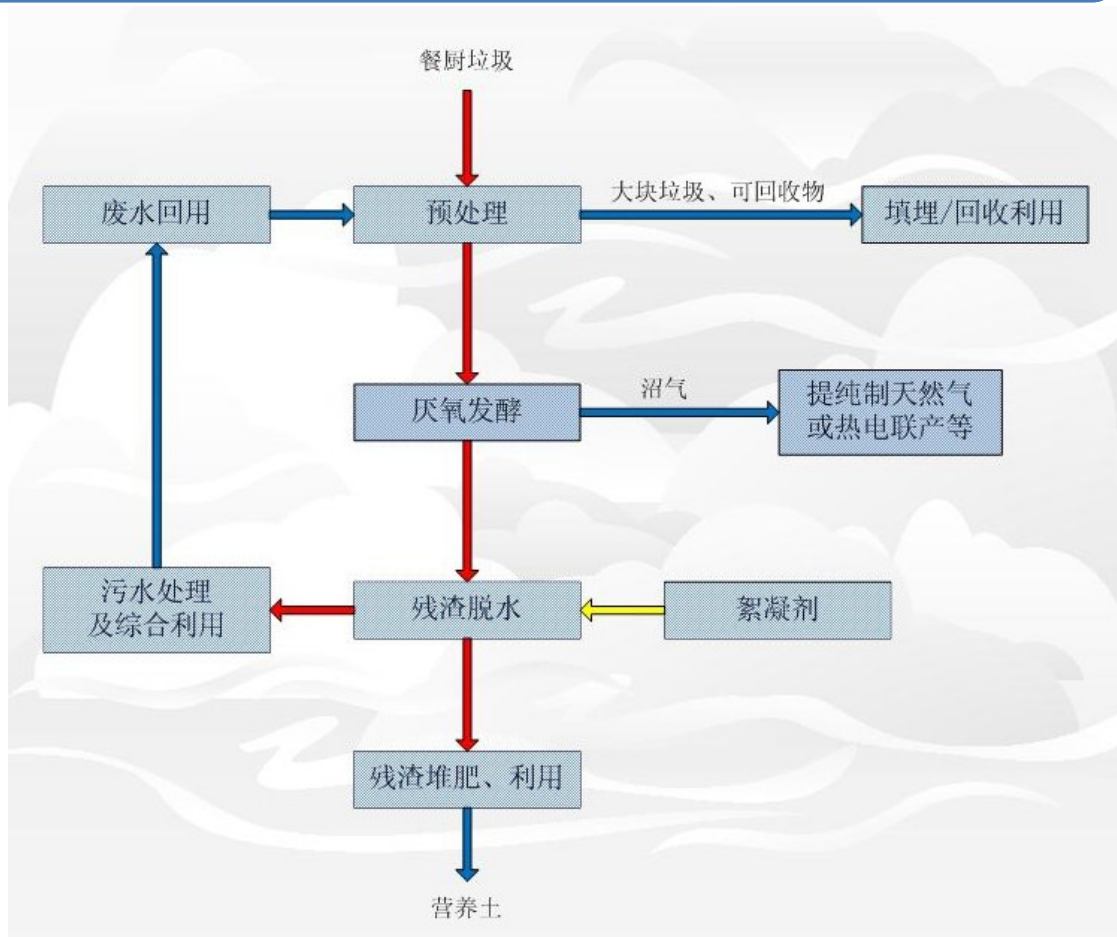 餐厨垃圾
废水回用
预处理
大块垃圾、可回收物
填埋/回收利用
厌氧发酵
沼气
提纯制天然气
或热电联产等
污水处理
及综合利用
残渣脱水
絮凝剂
残渣堆肥、利用
营养土